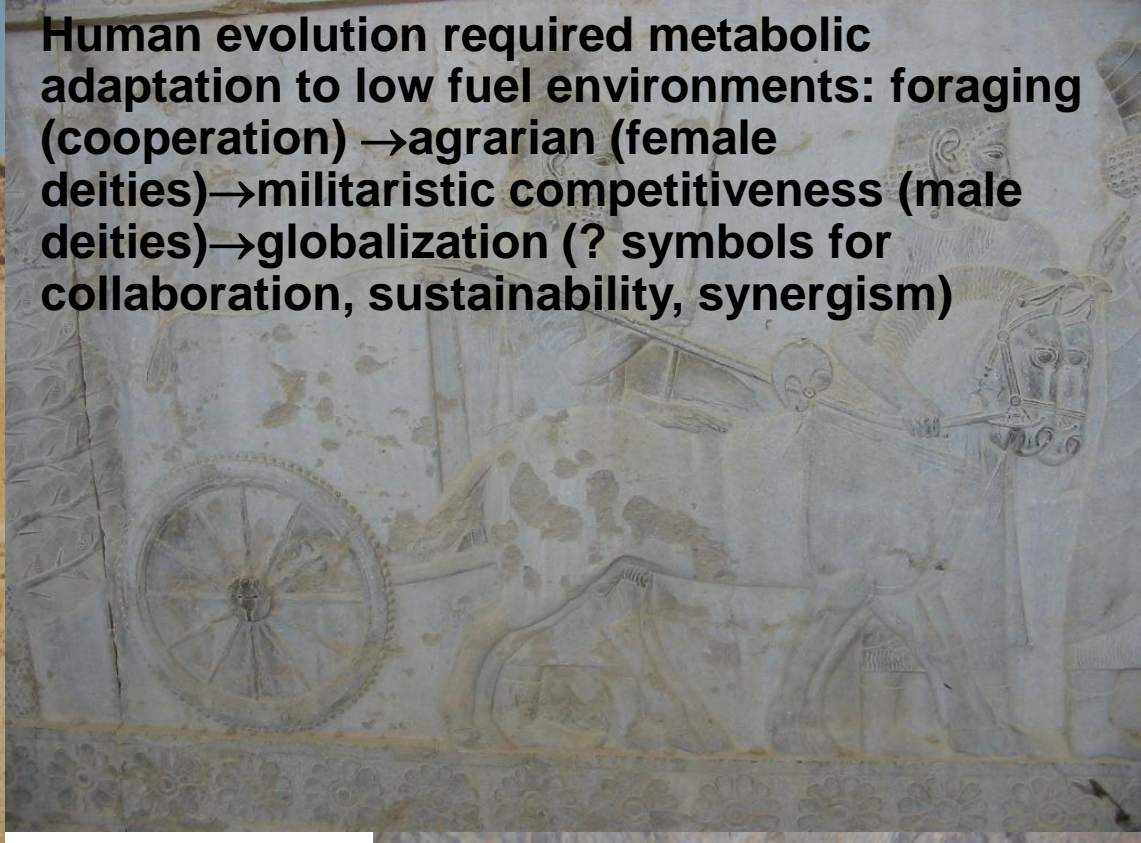 Human evolution required metabolic
adaptation to low fuel environments: foraging
(cooperation) →agrarian (female
deities)→militaristic competitiveness (male
deities)→globalization (? symbols for
collaboration, sustainability, synergism)